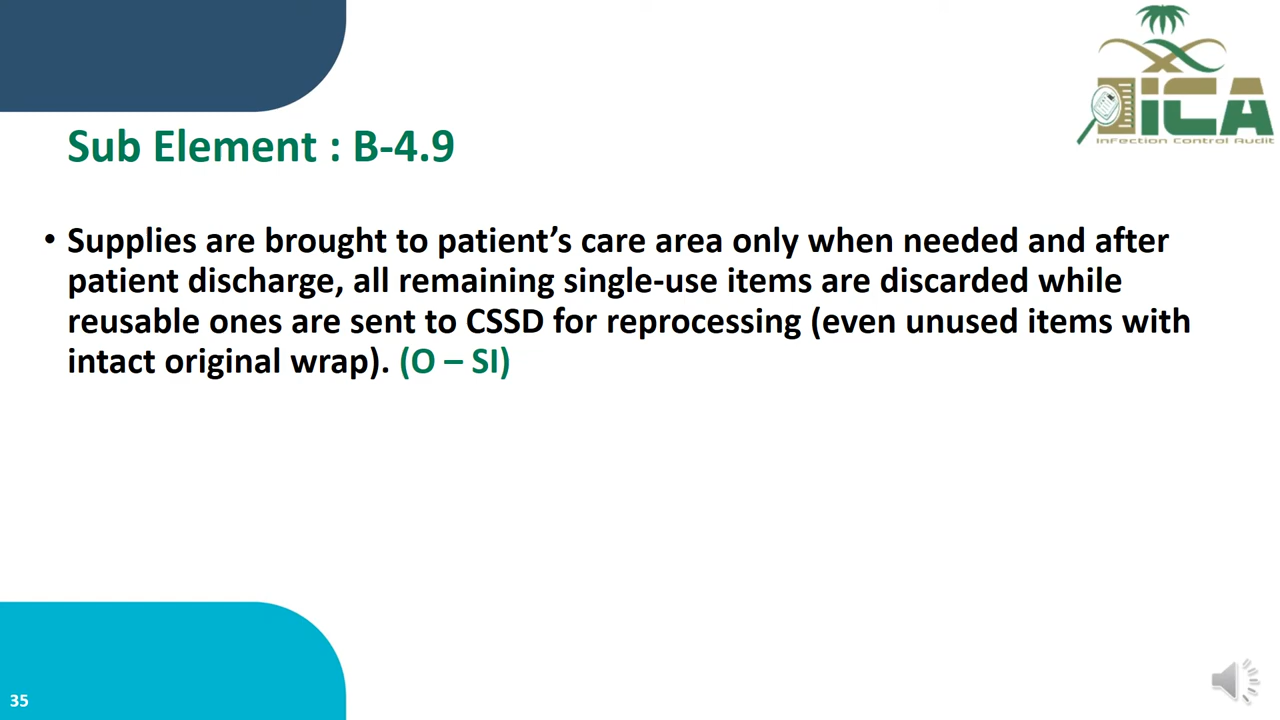 iCA
InFection Control Audit
Sub Element : B-4.9
• Supplies are brought to patient’s care area only when needed and after
patient discharge, all remaining single-use items are discarded while
reusable ones are sent to CSSD for reprocessing (even unused items with
intact original wrap). (O – SI)
35